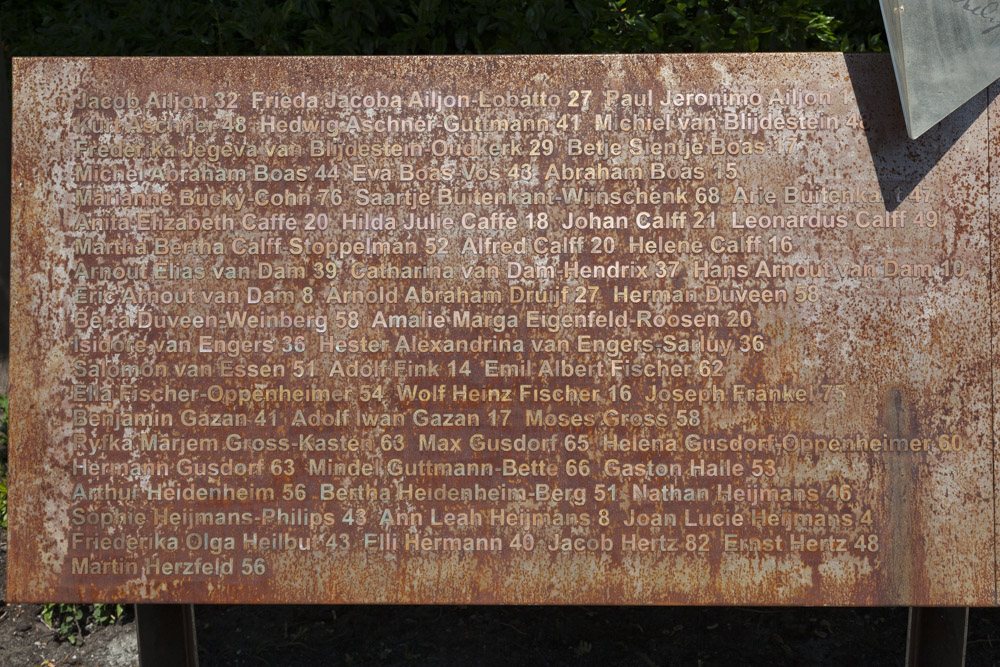 Jacob Ailjon 32 Frieda Jacoba Ailjon-Lobatto 27 Paul Jeronimo Ailjon 1
Kurt Aschner 48 Hedwig Aschner-Guttmann 41 Michiel van Blijdestein
Frederika Jegeva van Blijdestein-Oudkerk 29 Betje Sientje Boas
Michel Abraham Boas 44 Eva Boas-Vos 43 Abraham Boas 15
Marianne Bucky-Cohn 76 Saartje Buitenkant-Wijnschenk 68 Arie Buitenkant 47
Anita Elizabeth Caffé 20 Hilda Julie Caffé 18 Johan Calff 21 Leonardus Calff 19
Martha Bertha Calff-Stoppelman 52 Alfred Calff 20 Helene Calff 16
Arnout Elias van Dam 39 Catharina van Dam-Hendrix 37 Hans Arnout van Dam 10
Eric Arnout van Dam 8 Arnold Abraham Druijf 27 Herman Duveen 58
Berta Duveen-Weinberg 58 Amalie Marga Eigenfeld-Roosen 20
Isidore van Engers 36 Hester Alexandrina van Engers-Sarluy 36
Salomon van Essen 51 Adolf Fink 14 Emil Albert Fischer 62
Ella Fischer-Oppenheimer 54 Wolf Heinz Fischer 16 Joseph Fränkel 75
Benjamin Gazan 41 Adolf Iwan Gazan 17 Moses Gross 58
Ryfka Marjem Gross-Kasten 63 Max Gusdorf 65 Helena Gusdorf-Oppenheimer 60
Hermann Gusdorf 63 Mindel Guttmann-Bette 66 Gaston Halle 53
Arthur Heidenheim 56 Bertha Heidenheim-Berg 51 Nathan Heijmans 46
Sophie Heijmans-Philips 43 Ann Leah Heijmans 8 Joan Lucie Heijmans 4
Friederika Olga Heilbut 43 Elli Hermann 40 Jacob Hertz 82 Ernst Hertz 48
Martin Herzfeld 56